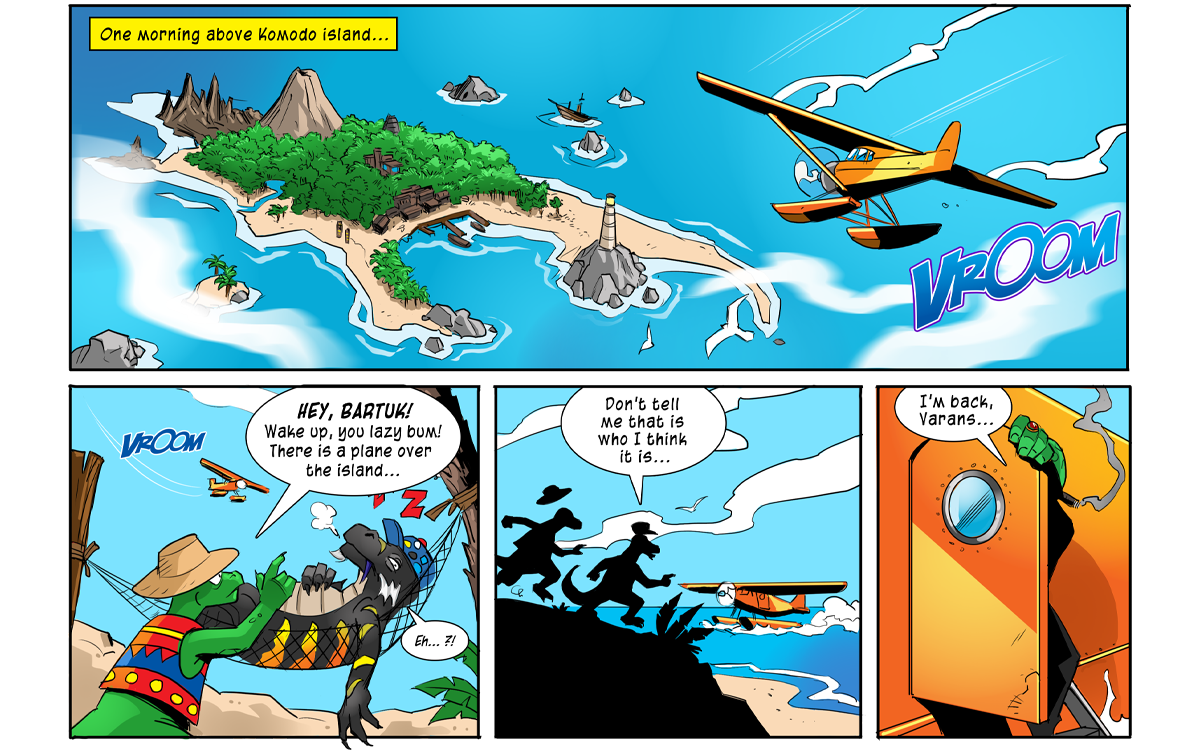 One morning above Komodo island...
VROOM
VROOM
HEY, BARTUK!
Wake up, you lazy bum!
There is a plane over
the island...
Z
Eh... ?!
Don't tell
me that is
who I think
it is...
I'm back,
Varans...